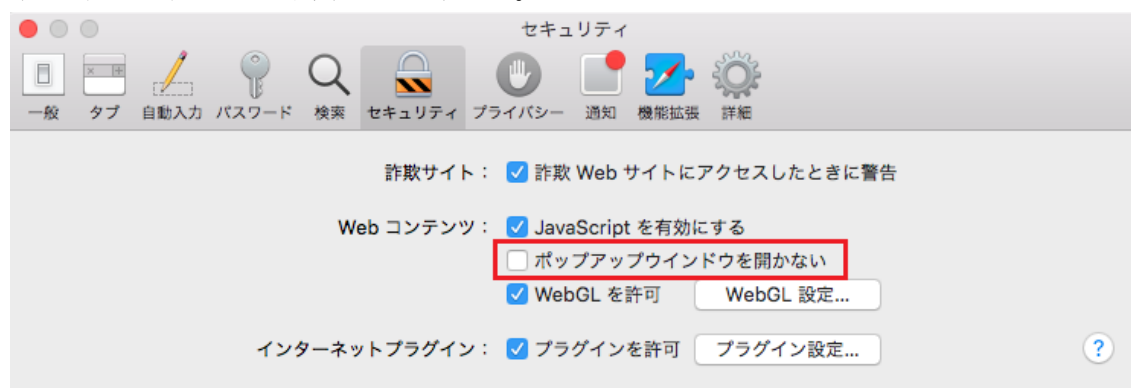 セキュリティ
一般 タブ 自動入力 パスワード 検索 セキュリティ プライバシー 通知 機能拡張 詳細
詐欺サイト： 詐欺 Web サイトにアクセスしたときに警告
Web コンテンツ： JavaScript を有効にする
ポップアップウインドウを開かない
WebGL を許可 WebGL 設定...
インターネットプラグイン： プラグインを許可 プラグイン設定... ?